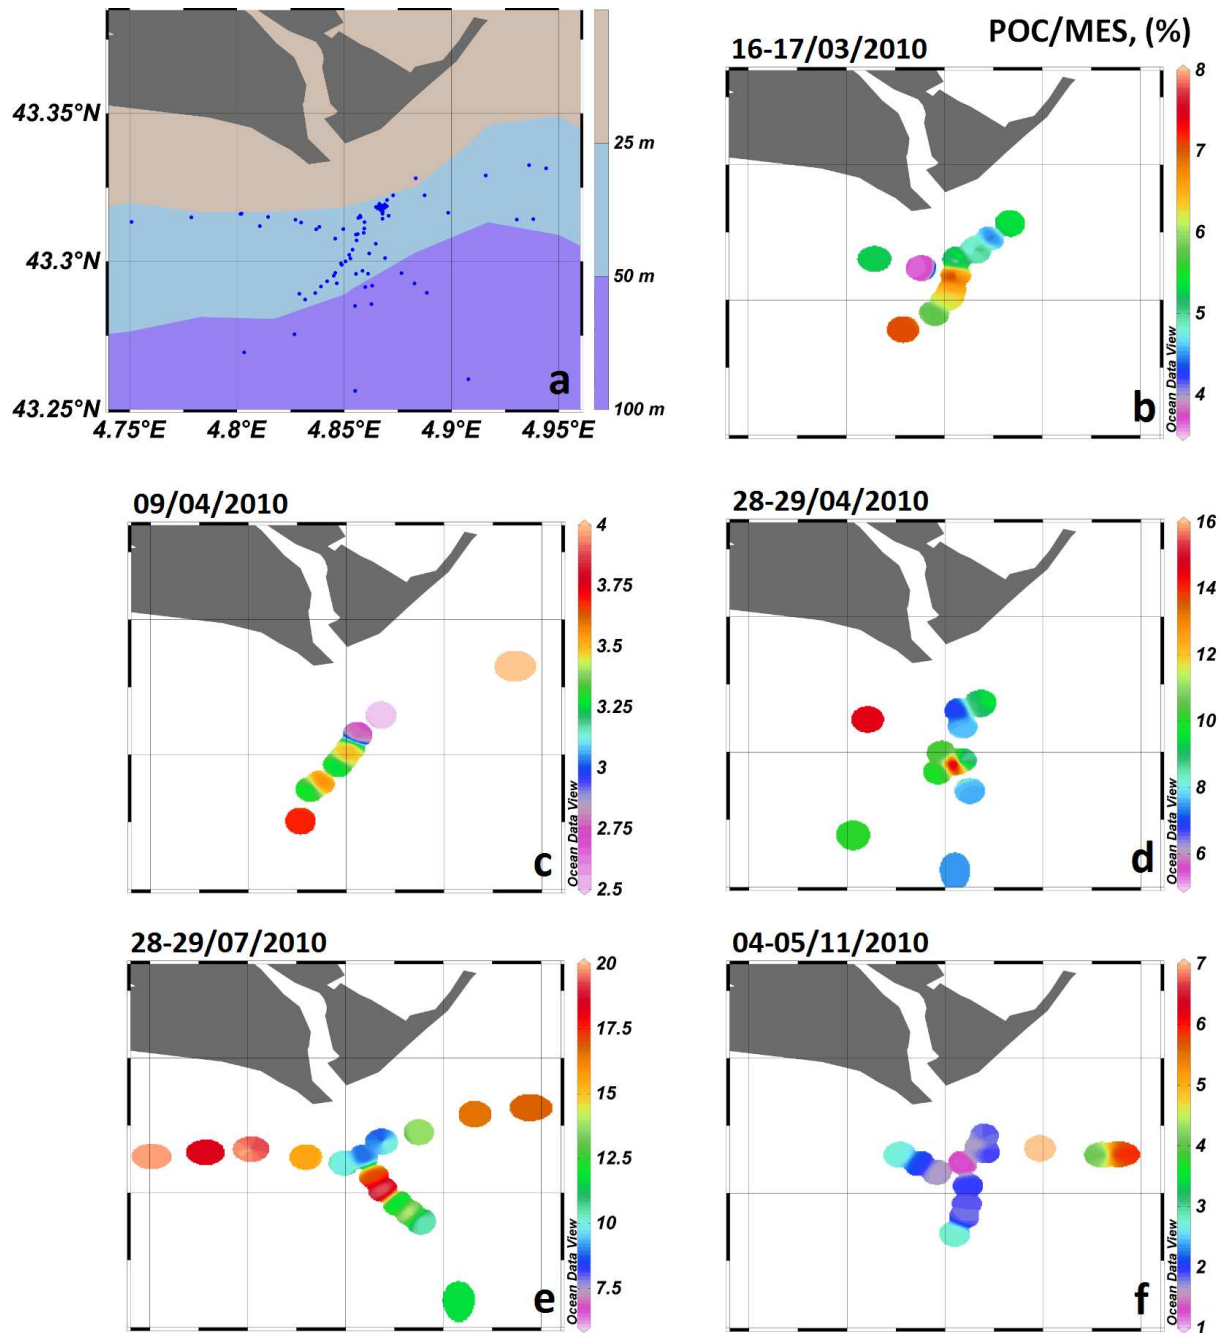 43.35°N
43.3°N
43.25°N
4.75°E 4.8°E 4.85°E 4.9°E 4.95°E
25 m
50 m
100 m
a
16-17/03/2010
POC/MES, (%)
8
7
6
5
4
Ocean Data View
b
09/04/2010
4
3.75
3.5
3.25
3
2.75
2.5
Ocean Data View
c
28-29/04/2010
16
14
12
10
8
6
Ocean Data View
d
28-29/07/2010
20
17.5
15
12.5
10
7.5
Ocean Data View
e
04-05/11/2010
7
6
5
4
3
2
1
Ocean Data View
f